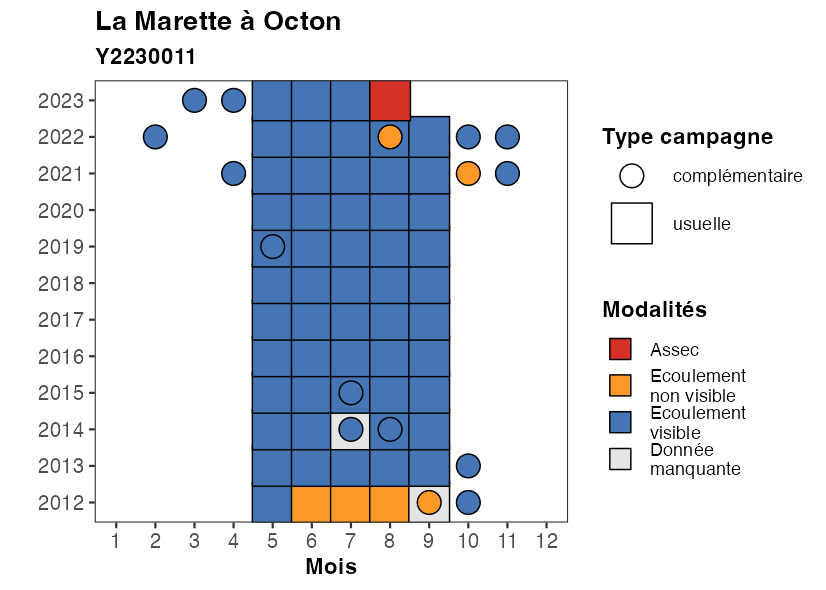 La Marette à Octon
Y2230011
2023
2022
2021
2020
2019
2018
2017
2016
2015
2014
2013
2012
1 2 3 4 5 6 7 8 9 10 11 12
Mois
Type campagne
complémentaire
usuelle
Modalités
Assec
Ecoulement
non visible
Ecoulement
visible
Donnée
manquante